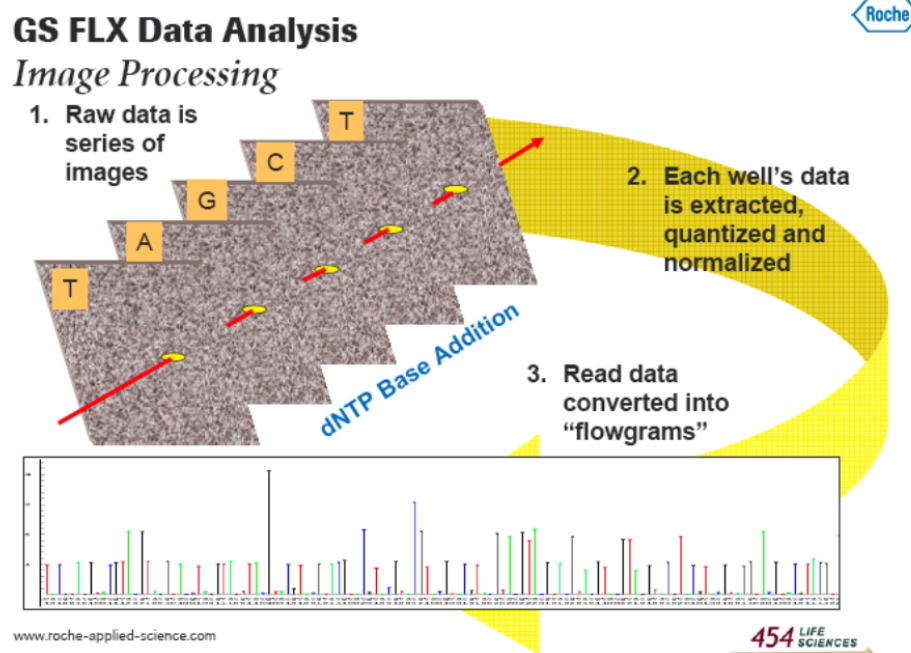 Roche
GS FLX Data Analysis
Image Processing
1. Raw data is
series of
images
T
C
G
A
T
2. Each well's data
is extracted,
quantized and
normalized
dNTP Base Addition
3. Read data
converted into
“flowgrams”
www.roche-applied-science.com
454 LIFE
SCIENCES